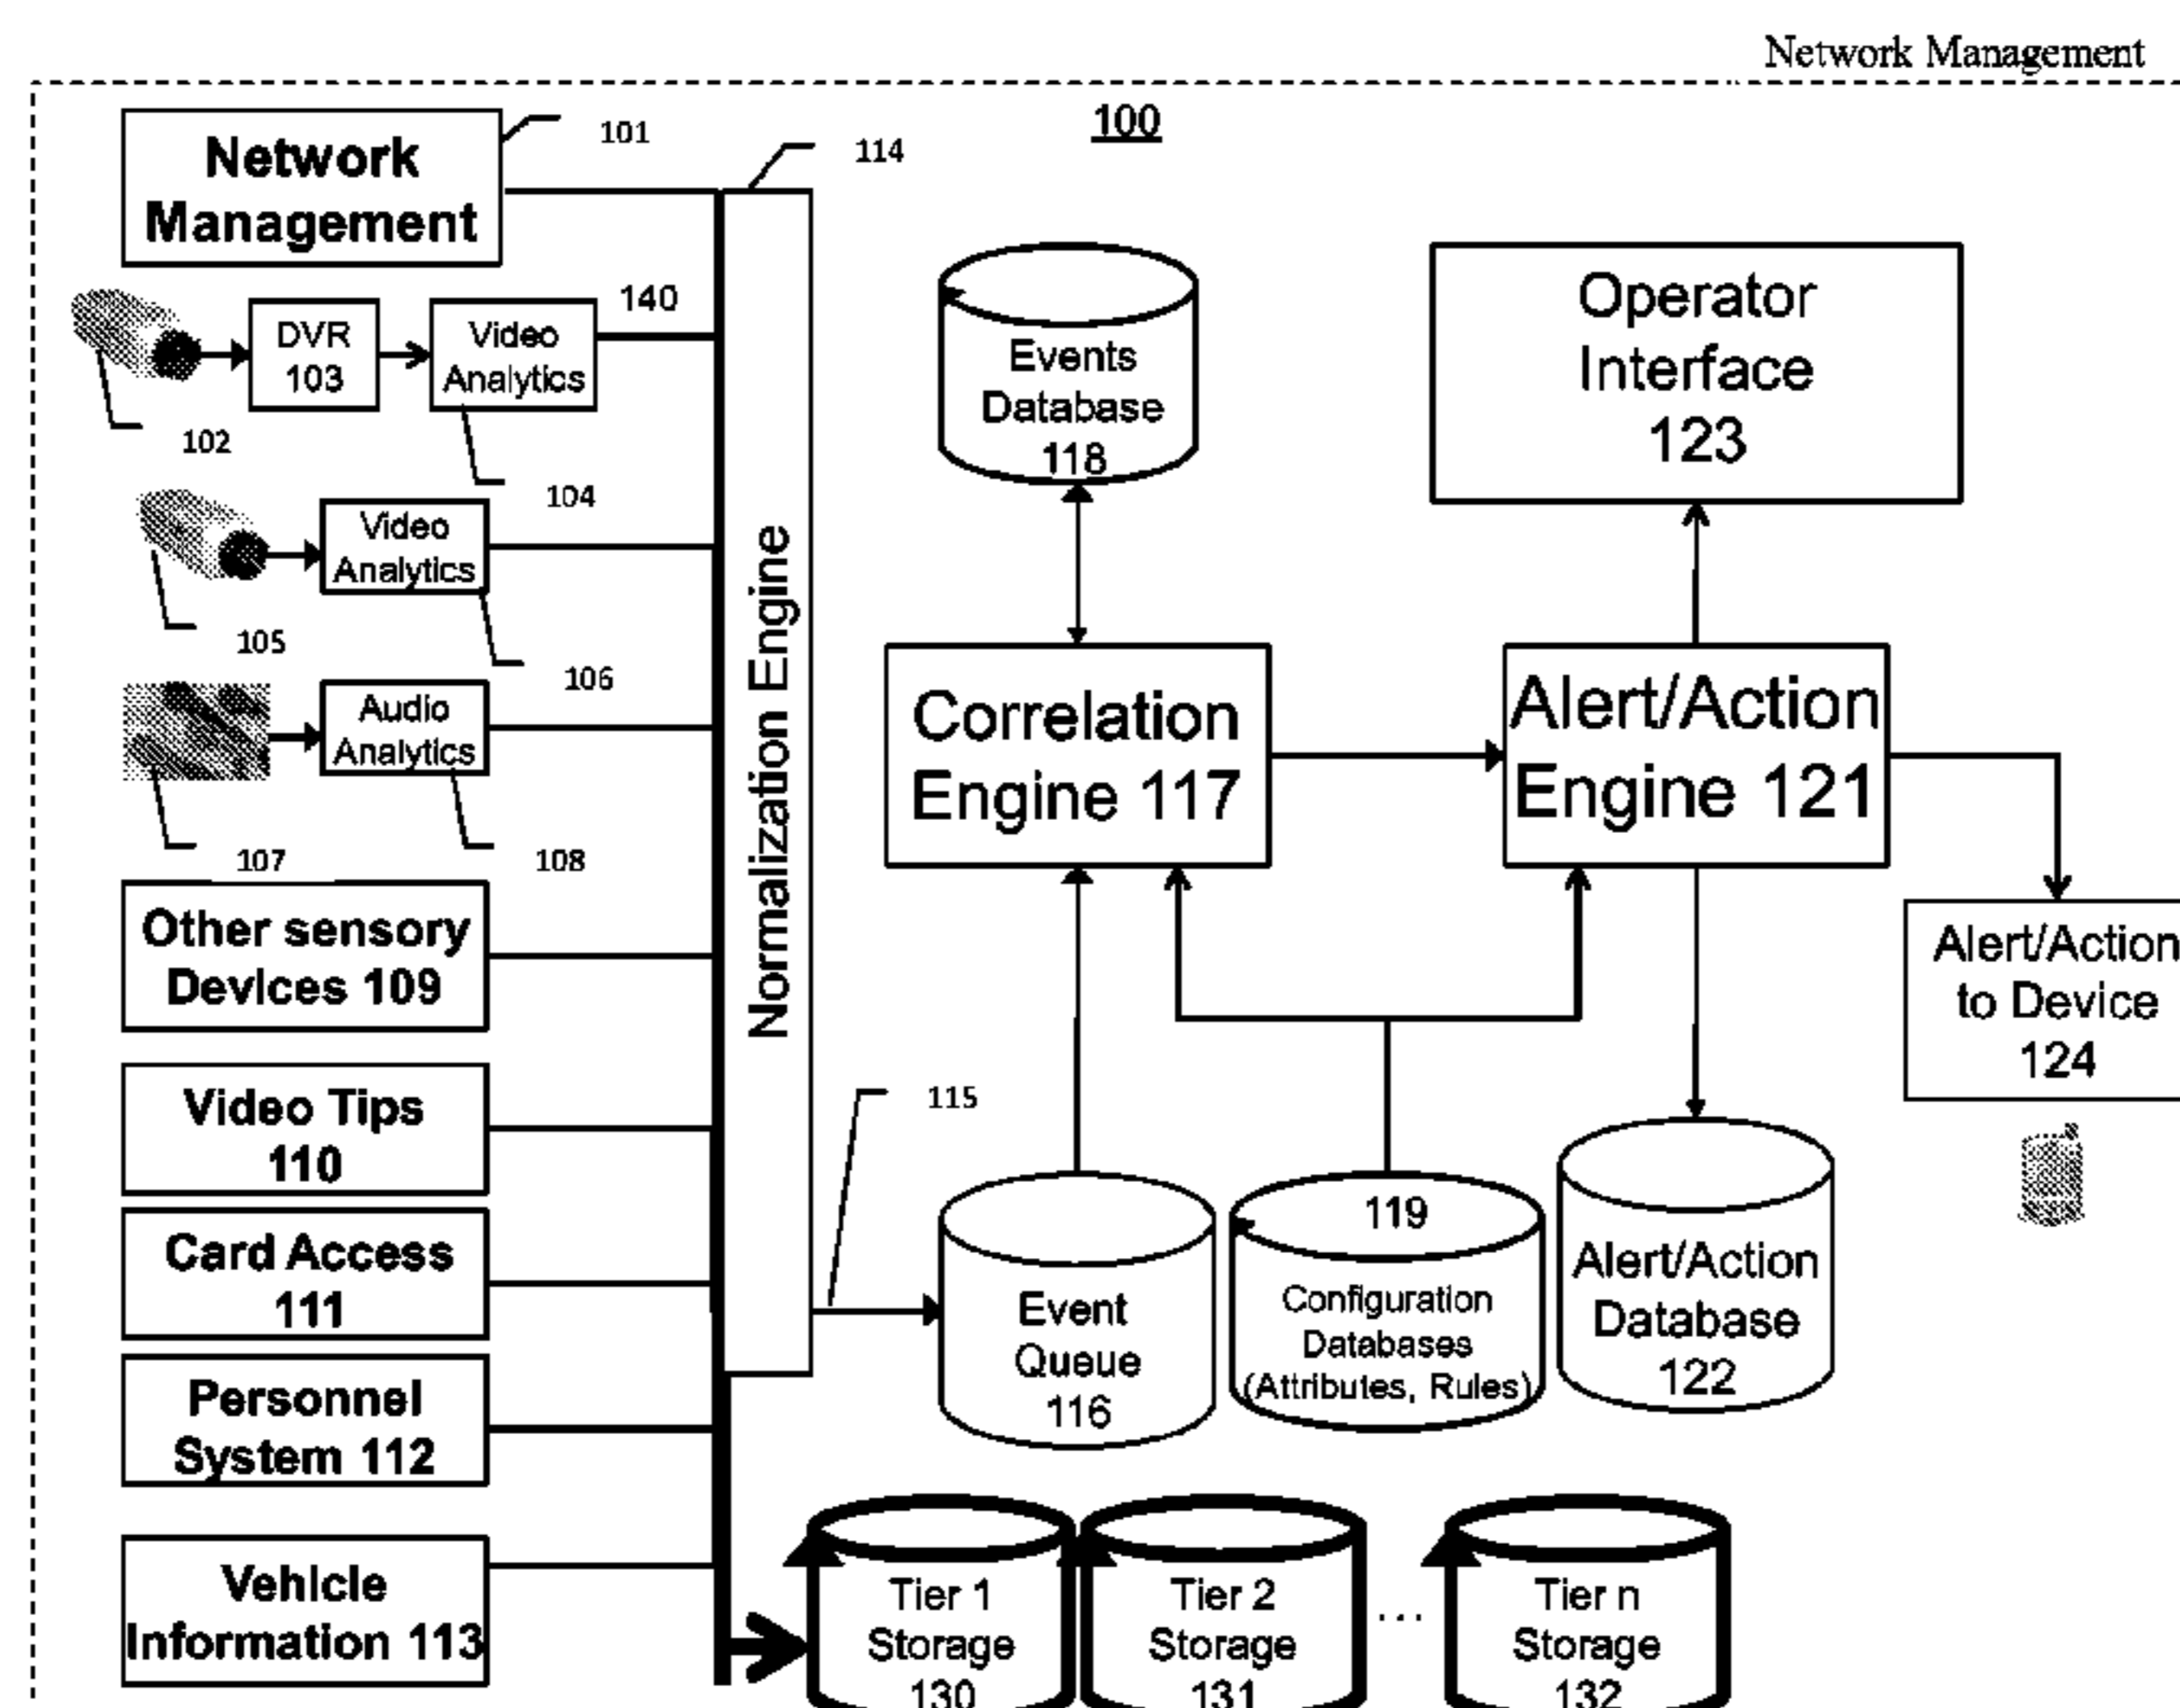 Network Management
100
Network
Management
101
114
140
DVR
103
Video
Analytics
102
104
Video
Analytics
105
106
Audio
Analytics
107
108
Other sensory
Devices 109
Video Tips
110
Card Access
111
Personnel
System 112
Vehicle
Information 113
Normalization Engine
115
Events
Database
118
Operator
Interface
123
Correlation
Engine 117
Alert/Action
Engine 121
Alert/Action
to Device
124
Event
Queue
116
119
Configuration
Databases
(Attributes, Rules)
Alert/Action
Database
122
Tier 1
Storage
130
Tier 2
Storage
131
...
Tier n
Storage
132